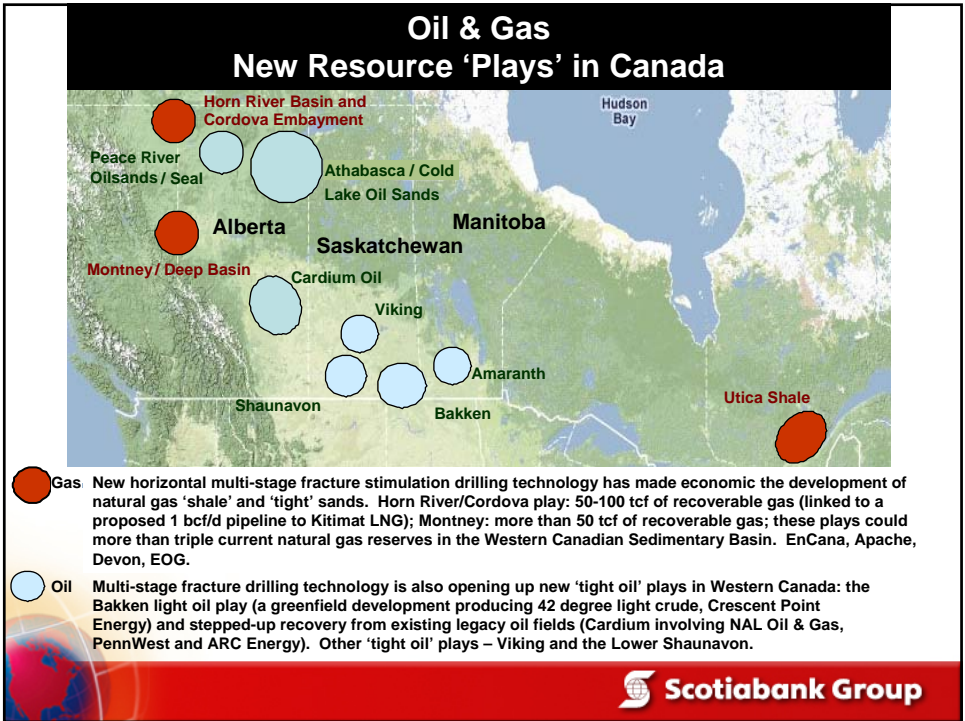 Oil & Gas
New Resource ‘Plays’ in Canada
Horn River Basin and
Cordova Embayment
Hudson
Bay
Peace River
Oilsands / Seal
Athabasca / Cold
Lake Oil Sands
Alberta
Manitoba
Saskatchewan
Montney / Deep Basin
Cardium Oil
Viking
Amaranth
Shaunavon
Bakken
Utica Shale
Gas: New horizontal multi-stage fracture stimulation drilling technology has made economic the development of
natural gas ‘shale’ and ‘tight’ sands. Horn River/Cordova play: 50-100 tcf of recoverable gas (linked to a
proposed 1 bcf/d pipeline to Kitimat LNG); Montney: more than 50 tcf of recoverable gas; these plays could
more than triple current natural gas reserves in the Western Canadian Sedimentary Basin. EnCana, Apache,
Devon, EOG.
Oil Multi-stage fracture drilling technology is also opening up new ‘tight oil’ plays in Western Canada: the
Bakken light oil play (a greenfield development producing 42 degree light crude, Crescent Point
Energy) and stepped-up recovery from existing legacy oil fields (Cardium involving NAL Oil & Gas,
PennWest and ARC Energy). Other ‘tight oil’ plays – Viking and the Lower Shaunavon.
Scotiabank Group